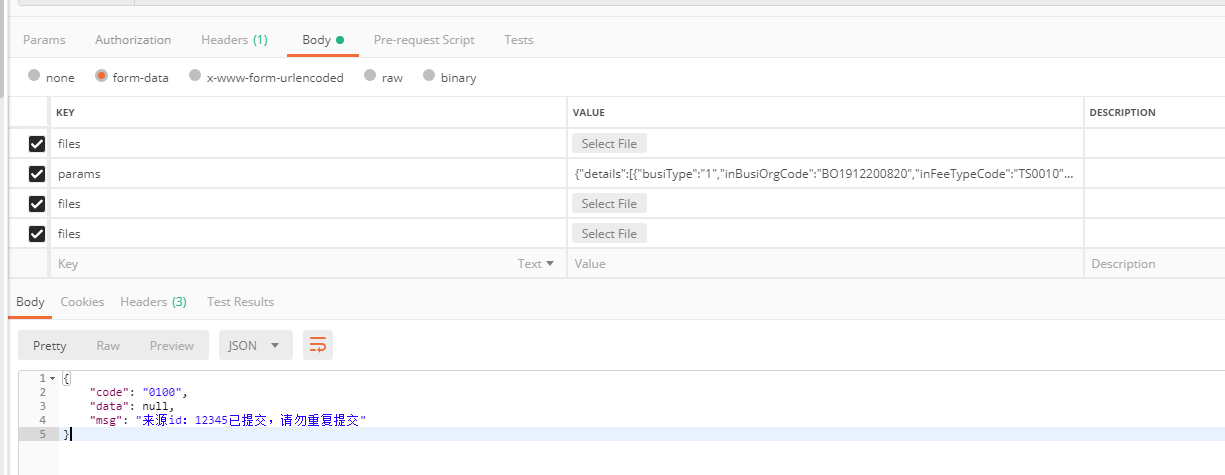 Params Authorization Headers (1) Body Pre-request Script Tests
none form-data x-www-form-urlencoded raw binary
KEY VALUE DESCRIPTION
files Select File
params {"details":[{"busiType":"1","inBusiOrgCode":"BO1912200820","inFeeTypeCode":"TS0010"...
files Select File
files Select File
Key Text Value Description
Body Cookies Headers (3) Test Results
Pretty Raw Preview JSON
1 {
2 "code": "0100",
3 "data": null,
4 "msg": "来源id：12345已提交，请勿重复提交"
5 }